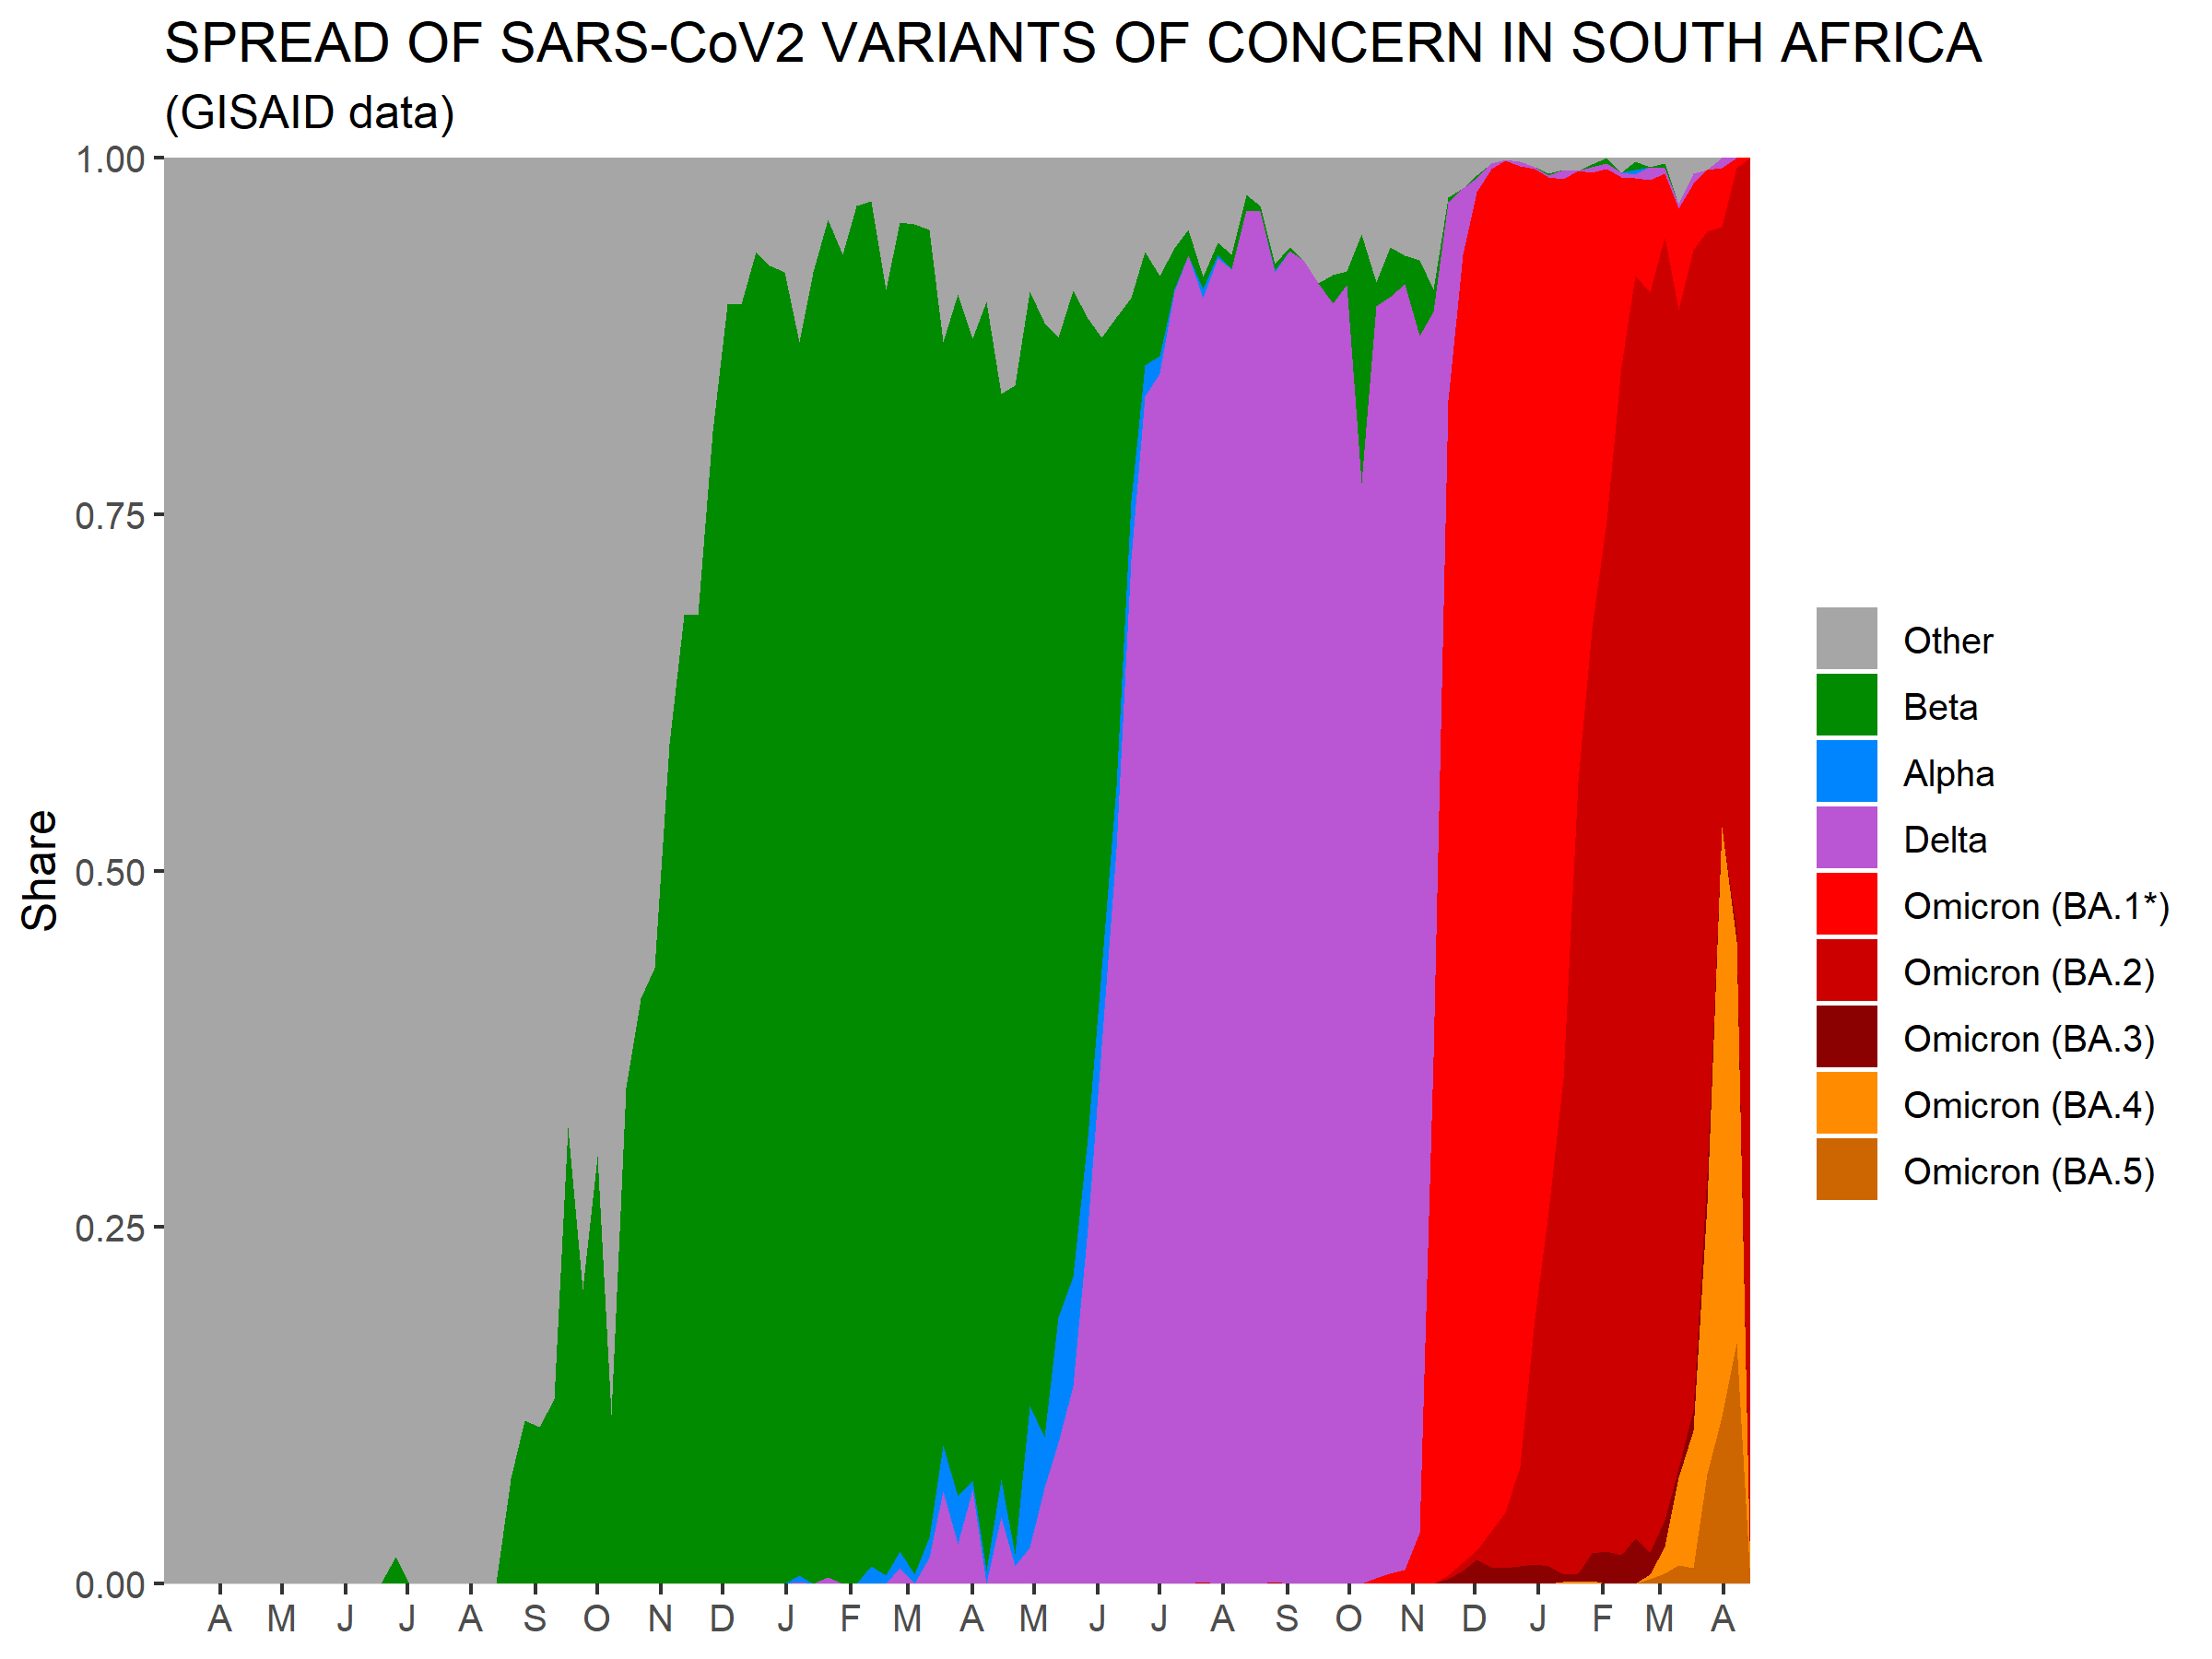 SPREAD OF SARS-CoV2 VARIANTS OF CONCERN IN SOUTH AFRICA
(GISAID data)
1.00
0.75
0.50
0.25
0.00
Share
A M J J A S O N D J F M A M J J A S O N D J F M A
Other
Beta
Alpha
Delta
Omicron (BA.1*)
Omicron (BA.2)
Omicron (BA.3)
Omicron (BA.4)
Omicron (BA.5)